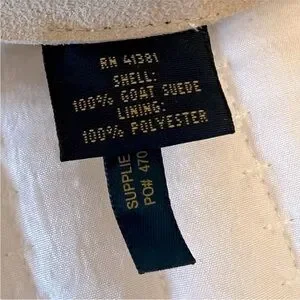 RN 41381
SHELL:
100% GOAT SUEDE
LINING:
100% POLYESTER
SUPPLIE
PO# 470